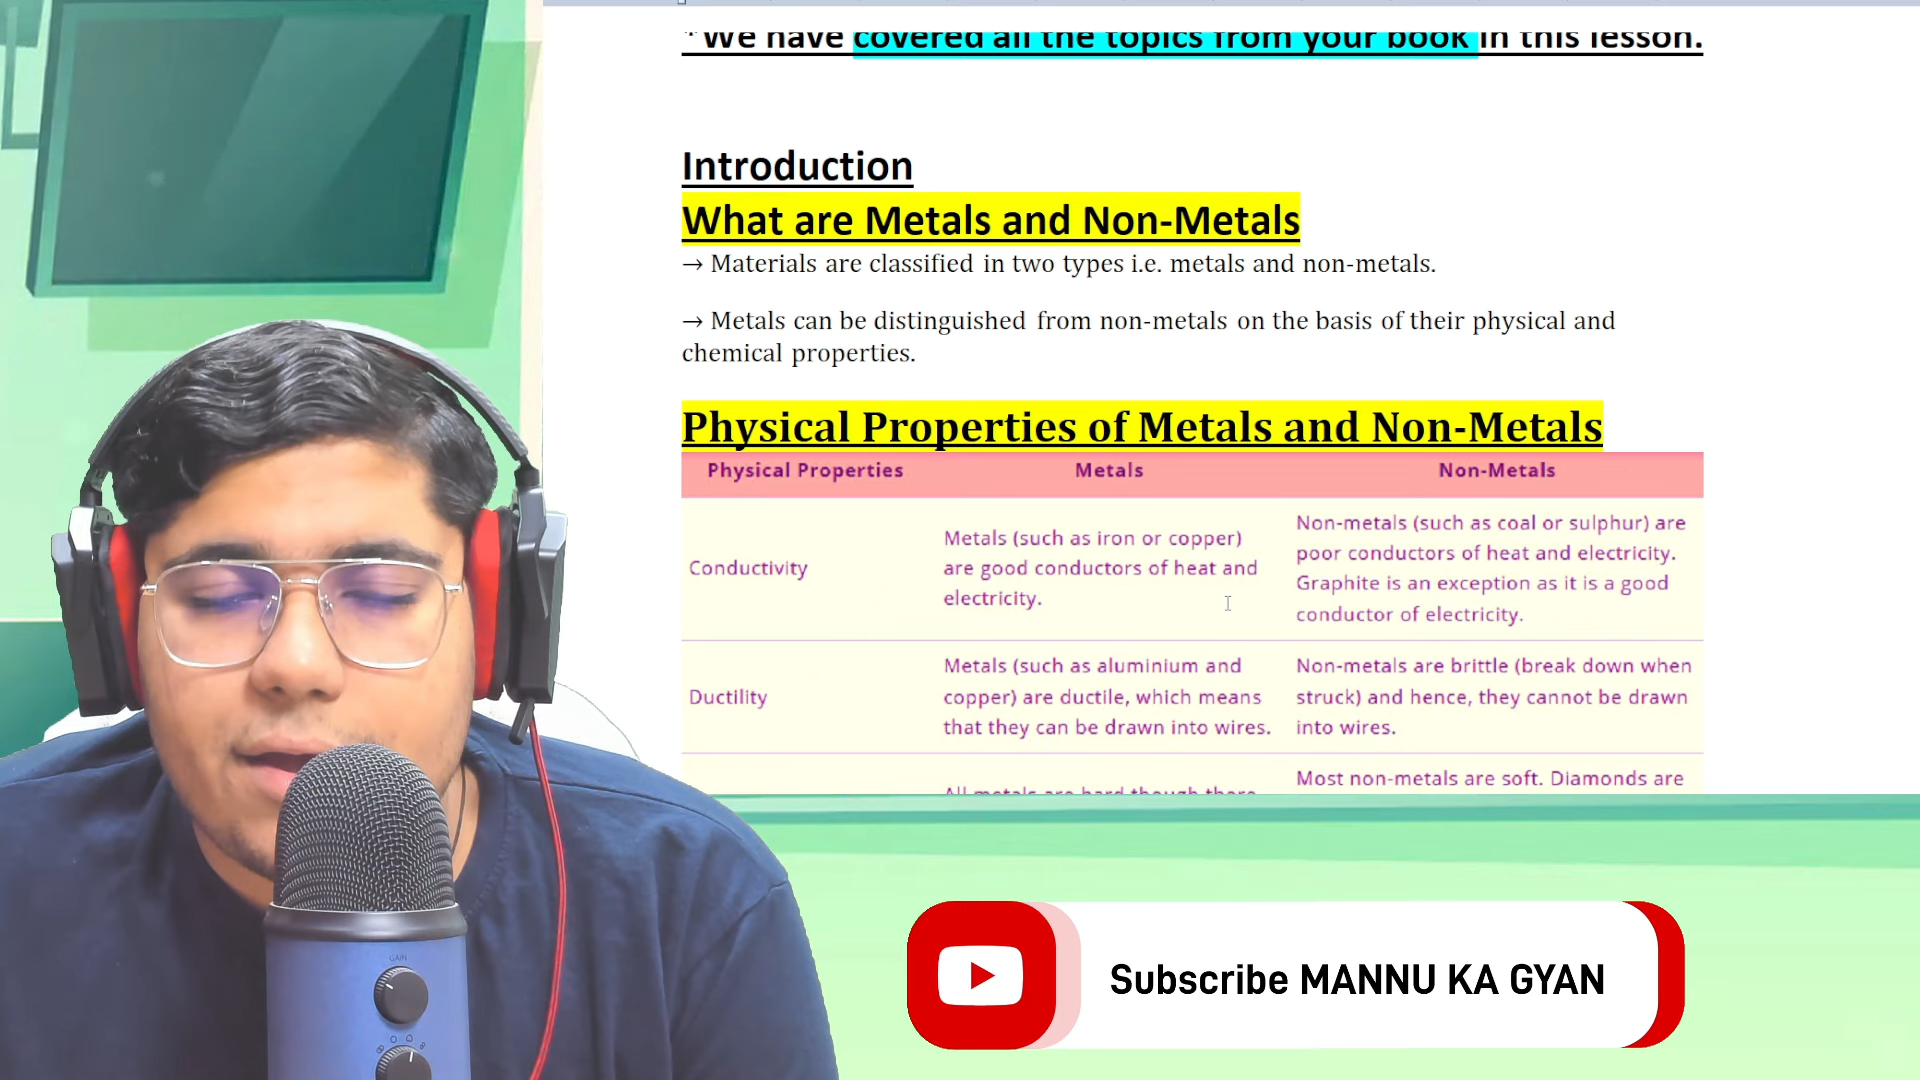 *We have covered all the topics from your book in this lesson.
Introduction
What are Metals and Non-Metals
→ Materials are classified in two types i.e. metals and non-metals.
→ Metals can be distinguished from non-metals on the basis of their physical and
chemical properties.
Physical Properties of Metals and Non-Metals
Physical Properties Metals Non-Metals
Conductivity
Metals (such as iron or copper)
are good conductors of heat and
electricity.
Non-metals (such as coal or sulphur) are
poor conductors of heat and electricity.
Graphite is an exception as it is a good
conductor of electricity.
Ductility
Metals (such as aluminium and
copper) are ductile, which means
that they can be drawn into wires.
Non-metals are brittle (break down when
struck) and hence, they cannot be drawn
into wires.
All metals are hard though there
Most non-metals are soft. Diamonds are
GAIN
Subscribe MANNU KA GYAN